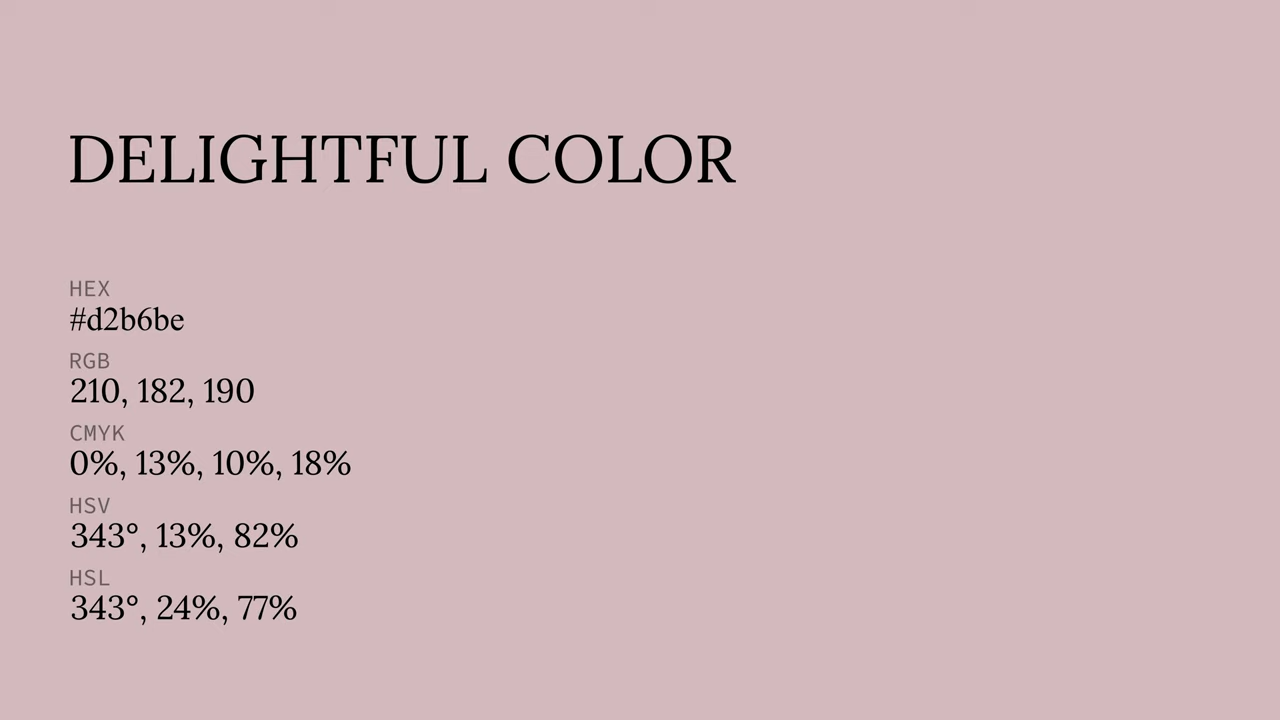 DELIGHTFUL COLOR
HEX
#d2b6be
RGB
210, 182, 190
CMYK
0%, 13%, 10%, 18%
HSV
343°, 13%, 82%
HSL
343°, 24%, 77%